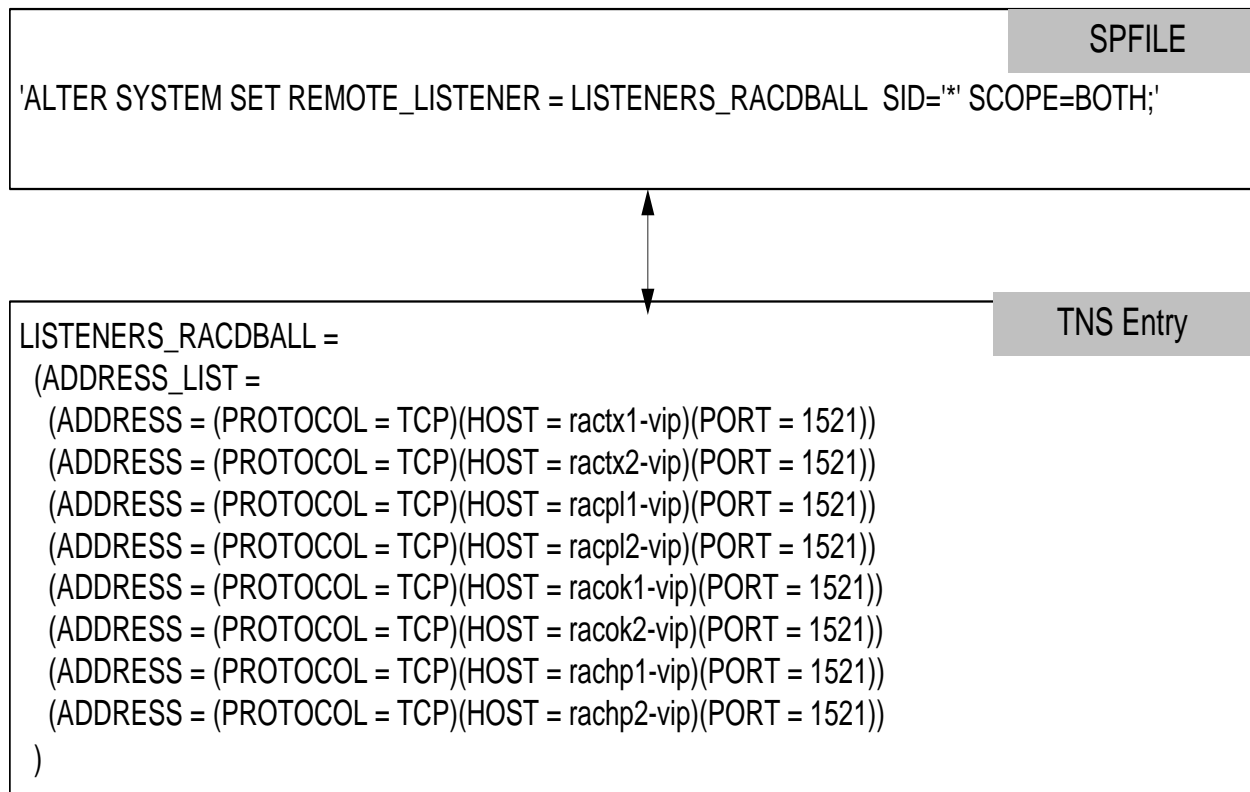 SPFILE
'ALTER SYSTEM SET REMOTE_LISTENER = LISTENERS_RACDBALL  SID='*' SCOPE=BOTH;'
TNS Entry
LISTENERS_RACDBALL =
(ADDRESS_LIST =
(ADDRESS = (PROTOCOL = TCP)(HOST = ractx1-vip)(PORT = 1521))
(ADDRESS = (PROTOCOL = TCP)(HOST = ractx2-vip)(PORT = 1521))
(ADDRESS = (PROTOCOL = TCP)(HOST = racpl1-vip)(PORT = 1521))
(ADDRESS = (PROTOCOL = TCP)(HOST = racpl2-vip)(PORT = 1521))
(ADDRESS = (PROTOCOL = TCP)(HOST = racok1-vip)(PORT = 1521))
(ADDRESS = (PROTOCOL = TCP)(HOST = racok2-vip)(PORT = 1521))
(ADDRESS = (PROTOCOL = TCP)(HOST = rachp1-vip)(PORT = 1521))
(ADDRESS = (PROTOCOL = TCP)(HOST = rachp2-vip)(PORT = 1521))
)